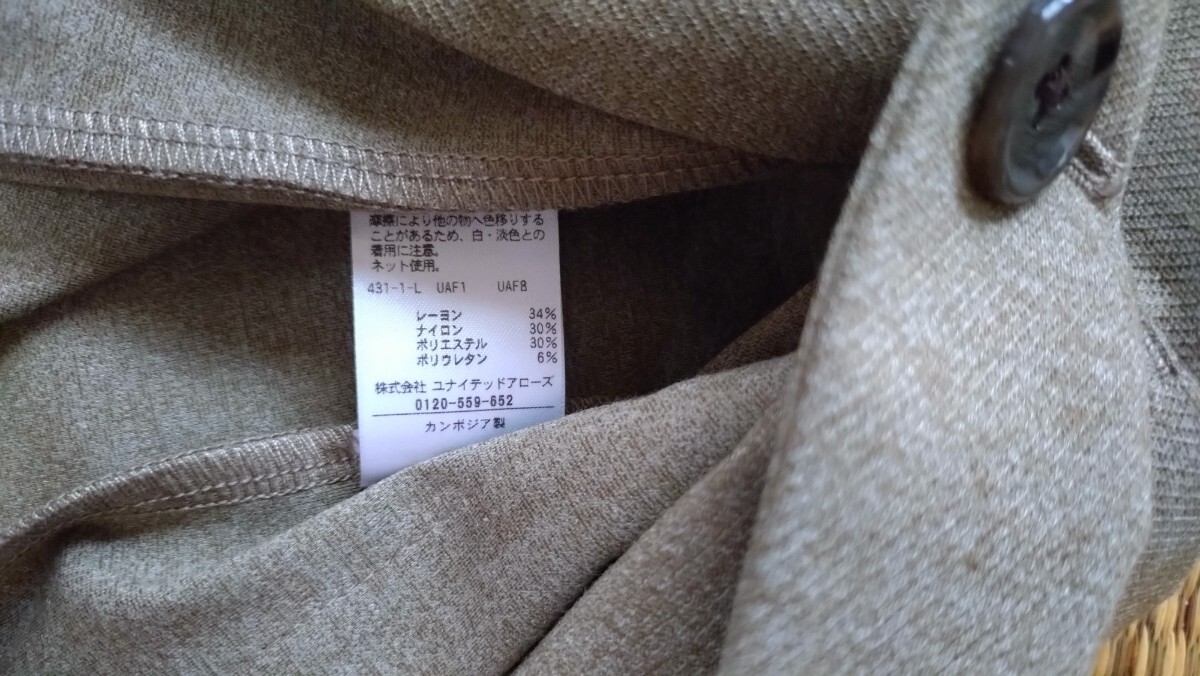 摩擦により他の物へ色移りする
ことがあるため、白・淡色との
着用に注意。
ネット使用。
431-1-L UAF1 UAF8
レーヨン 34%
ナイロン 30%
ポリエステル 30%
ポリウレタン 6%
株式会社 ユナイテッドアローズ
0120-559-652
カンボジア製